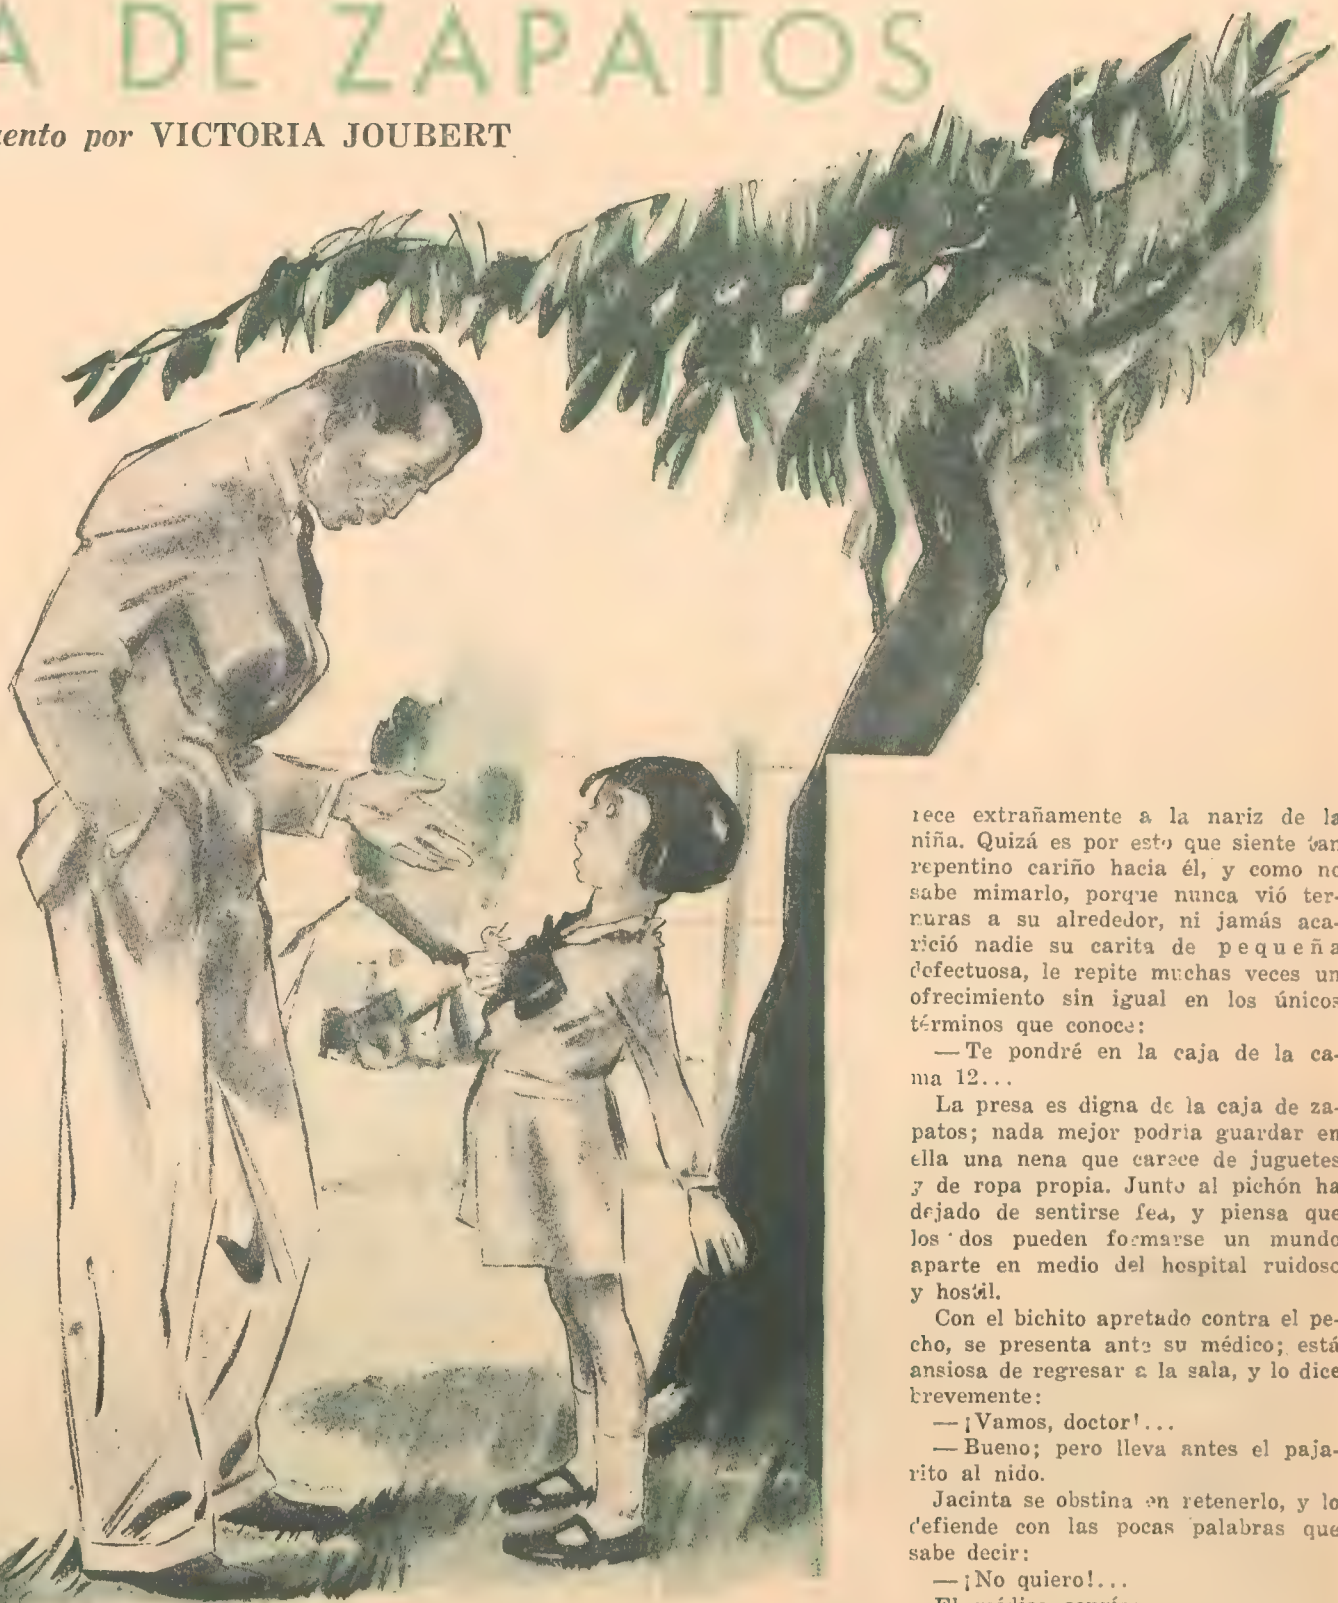 A DE ZAPATOS
ento por VICTORIA JOUBERT
rece extrañamente a la nariz de la
niña. Quizá es por esto que siente tan
repentino cariño hacia él, y como no
sabe mimarlo, porque nunca vió ter-
nuras a su alrededor, ni jamás aca-
rició nadie su carita de pequeña
defectuosa, le repite muchas veces un
ofrecimiento sin igual en los únicos
términos que conoce:
—Te pondré en la caja de la ca-
ma 12...
La presa es digna de la caja de za-
patos; nada mejor podría guardar en
ella una nena que carece de juguetes
y de ropa propia. Junto al pichón ha
dejado de sentirse fea, y piensa que
los dos pueden formarse un mundo
aparte en medio del hospital ruidoso
y hostil.
Con el bichito apretado contra el pe-
cho, se presenta ante su médico; está
ansiosa de regresar a la sala, y lo dice
brevemente:
—¡Vamos, doctor!...
—Bueno; pero lleva antes el paja-
rito al nido.
Jacinta se obstina en retenerlo, y lo
defiende con las pocas palabras que
sabe decir:
—¡No quiero!...